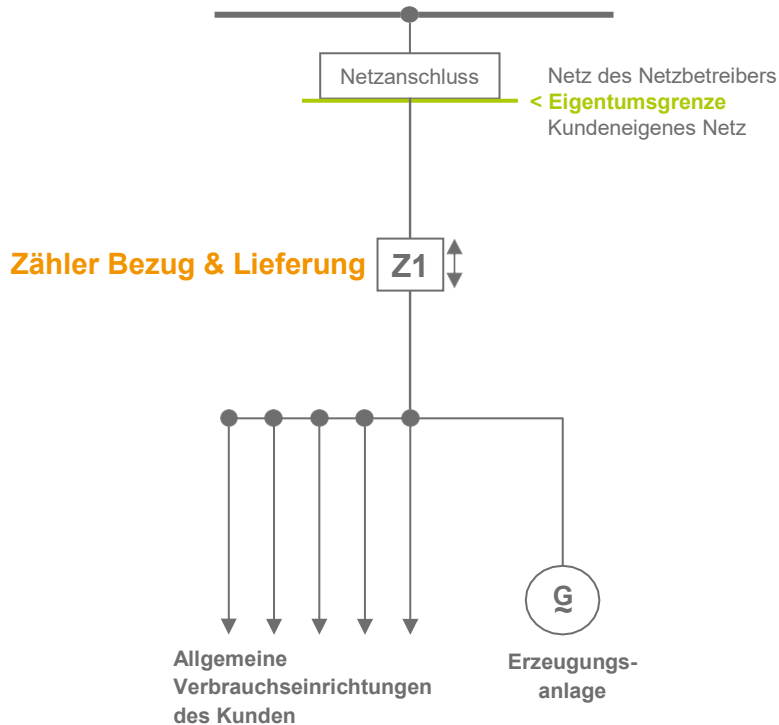 Netzanschluss
Netz des Netzbetreibers
< Eigentumsgrenze
Kundeneigenes Netz
Zähler Bezug & Lieferung
Z1
G
~
Allgemeine
Verbrauchseinrichtungen
des Kunden
Erzeugungs-
anlage